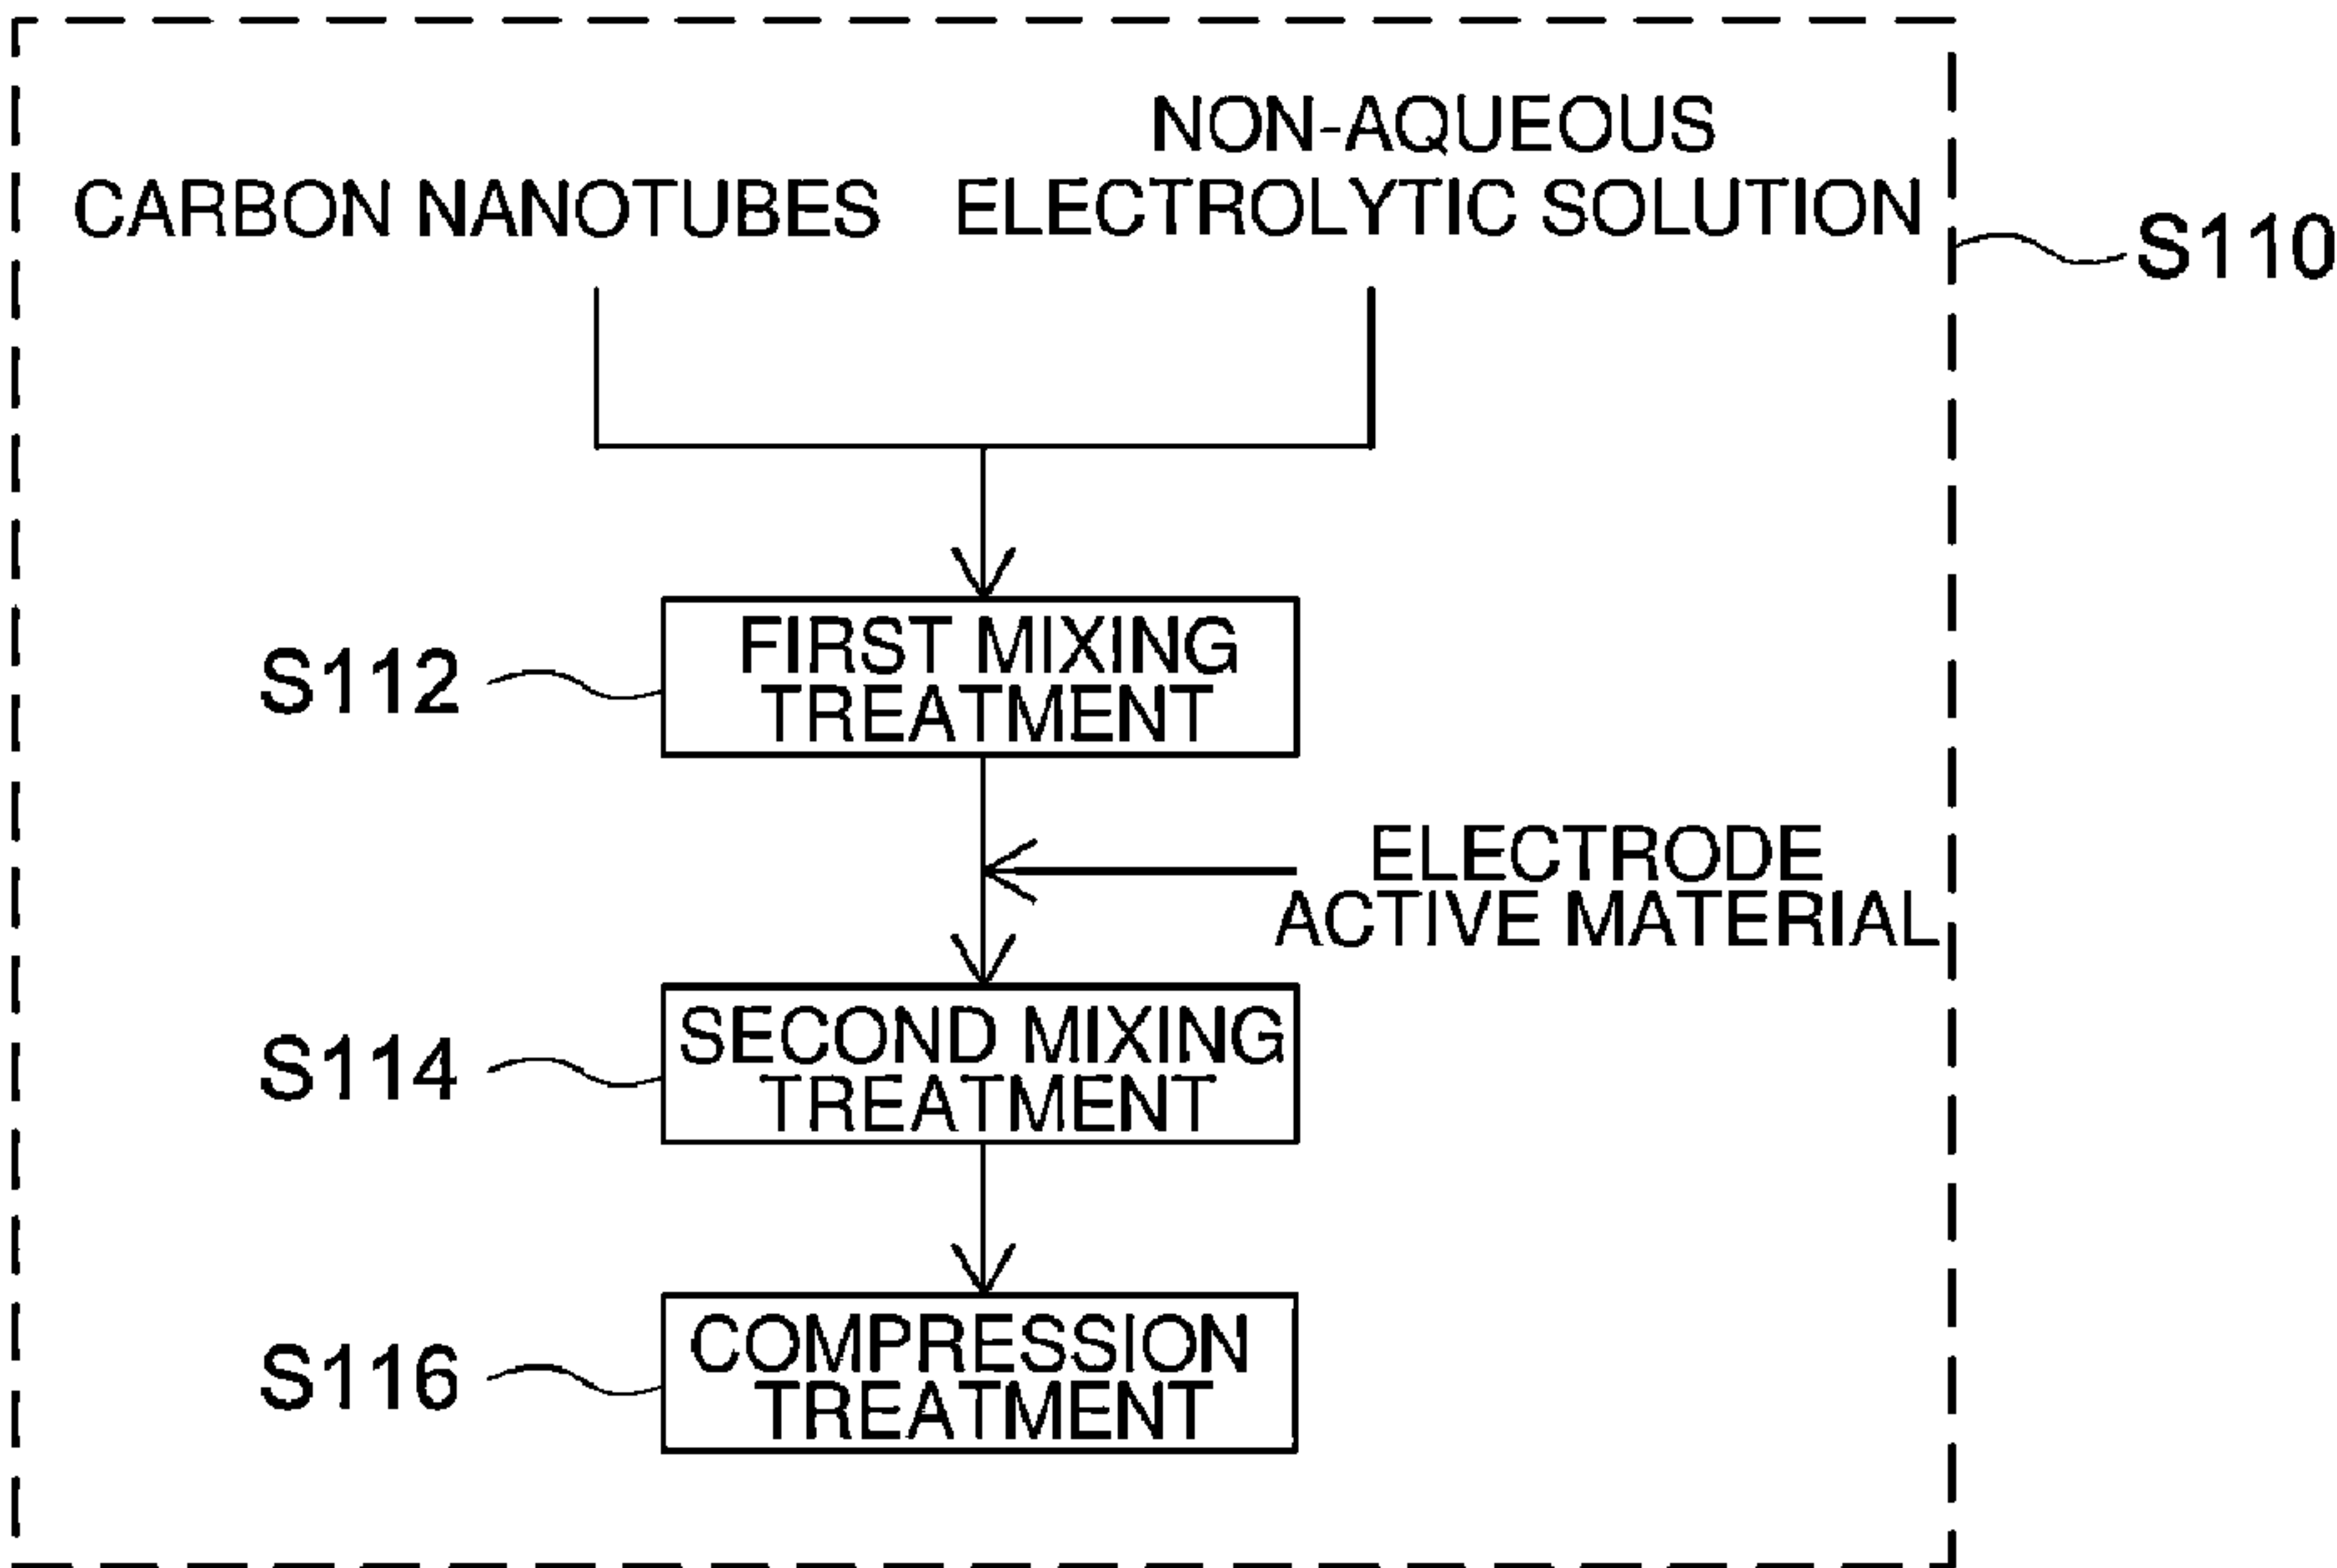 NON-AQUEOUS
CARBON NANOTUBES ELECTROLYTIC SOLUTION
S110
FIRST MIXING
TREATMENT
S112
ELECTRODE
ACTIVE MATERIAL
SECOND MIXING
TREATMENT
S114
COMPRESSION
TREATMENT
S116